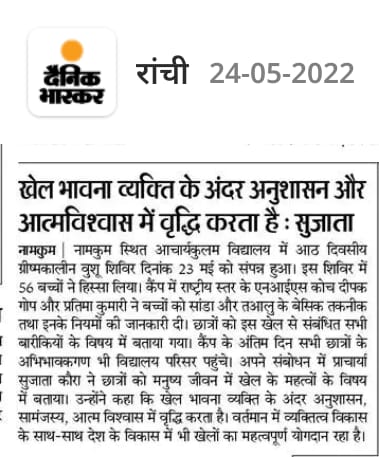 दैनिक
भास्कर
रांची 24-05-2022
खेल भावना व्यक्ति के अंदर अनुशासन और
आत्मविश्वास में वृद्धि करता है : सुजाता
नामकुम | नामकुम स्थित आचार्यकुलम विद्यालय में आठ दिवसीय
ग्रीष्मकालीन वुशू शिविर दिनांक 23 मई को संपन्न हुआ। इस शिविर में
56 बच्चों ने हिस्सा लिया। कैंप में राष्ट्रीय स्तर के एनआईएस कोच दीपक
गोप और प्रतिमा कुमारी ने बच्चों को सांडा और तआलु के बेसिक तकनीक
तथा इनके नियमों की जानकारी दी। छात्रों को इस खेल से संबंधित सभी
बारीकियों के विषय में बताया गया। कैंप के अंतिम दिन सभी छात्रों के
अभिभावकगण भी विद्यालय परिसर पहुंचे। अपने संबोधन में प्राचार्या
सुजाता कौरा ने छात्रों को मनुष्य जीवन में खेल के महत्वों के विषय
में बताया। उन्होंने कहा कि खेल भावना व्यक्ति के अंदर अनुशासन,
सामंजस्य, आत्म विश्वास में वृद्धि करता है। वर्तमान में व्यक्तित्व विकास
के साथ-साथ देश के विकास में भी खेलों का महत्वपूर्ण योगदान रहा है।